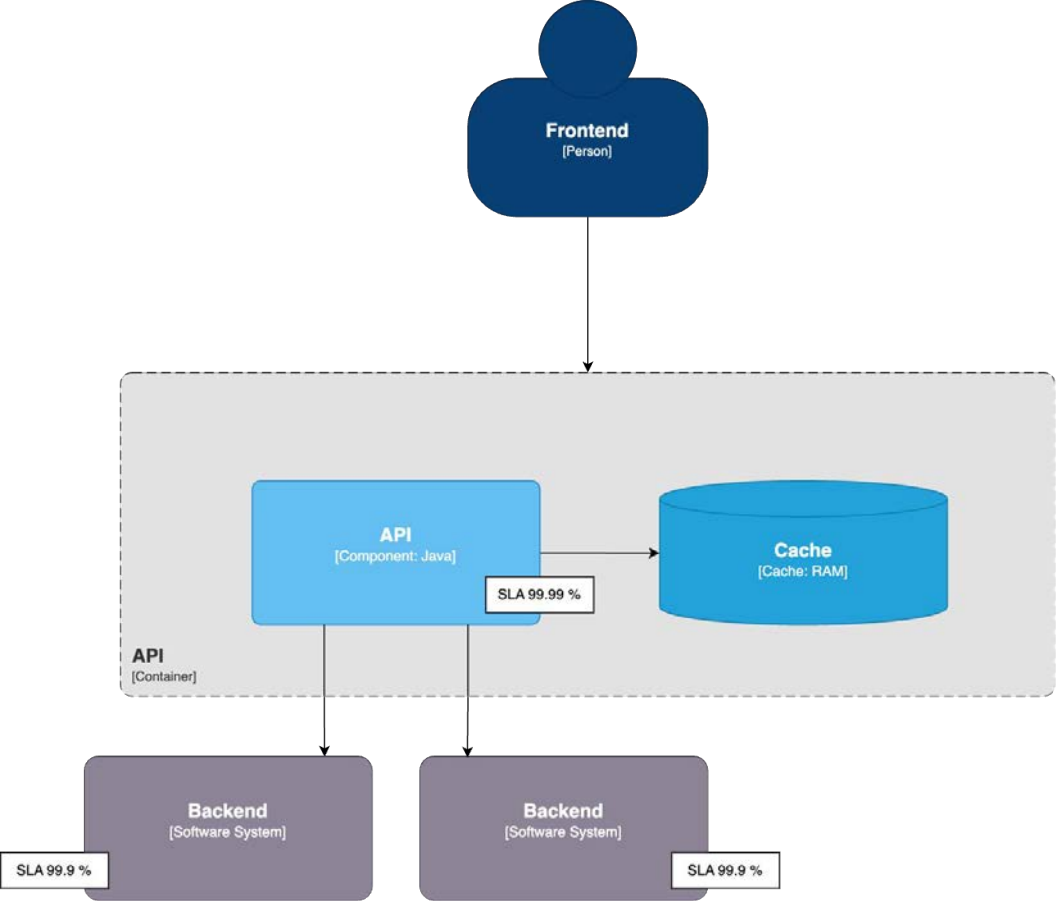 Frontend
[Person]
API
[Component: Java]
SLA 99.99 %
Cache
[Cache: RAM]
API
[Container]
Backend
[Software System]
SLA 99.9 %
Backend
[Software System]
SLA 99.9 %